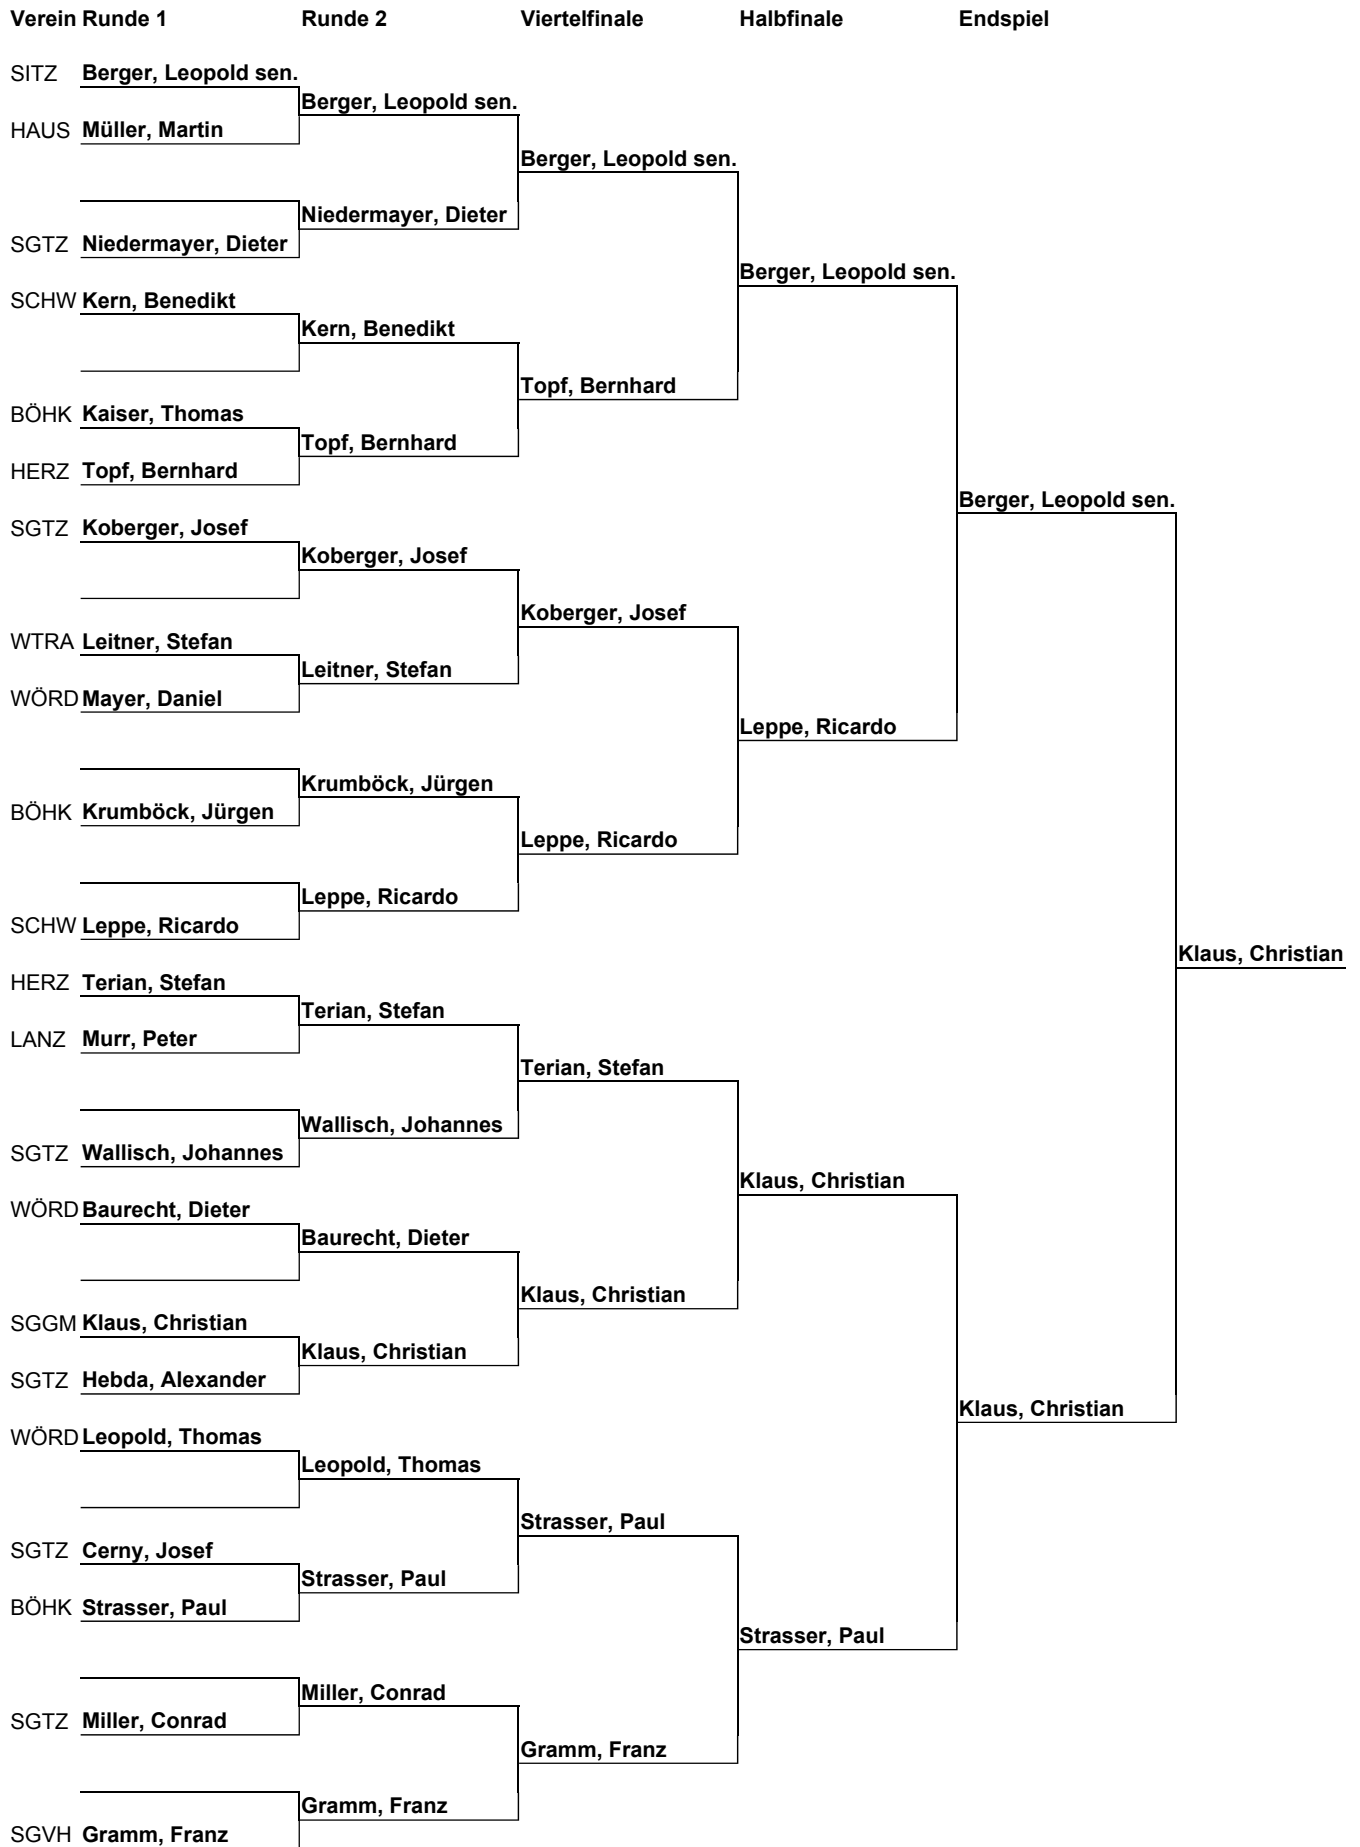 Verein Runde 1 Runde 2 Viertelfinale Halbfinale Endspiel
SITZ Berger, Leopold sen.
Berger, Leopold sen.
HAUS Müller, Martin
Berger, Leopold sen.
Niedermayer, Dieter
SGTZ Niedermayer, Dieter
Berger, Leopold sen.
SCHW Kern, Benedikt
Kern, Benedikt
Topf, Bernhard
BÖHK Kaiser, Thomas
Topf, Bernhard
HERZ Topf, Bernhard
Berger, Leopold sen.
SGTZ Koberger, Josef
Koberger, Josef
Koberger, Josef
WTRA Leitner, Stefan
Leitner, Stefan
WÖRD Mayer, Daniel
Leppe, Ricardo
Krumböck, Jürgen
BÖHK Krumböck, Jürgen
Leppe, Ricardo
Leppe, Ricardo
SCHW Leppe, Ricardo
Klaus, Christian
HERZ Terian, Stefan
Terian, Stefan
LANZ Murr, Peter
Terian, Stefan
Wallisch, Johannes
SGTZ Wallisch, Johannes
Klaus, Christian
WÖRD Baurecht, Dieter
Baurecht, Dieter
Klaus, Christian
SGGM Klaus, Christian
Klaus, Christian
SGTZ Hebda, Alexander
Klaus, Christian
WÖRD Leopold, Thomas
Leopold, Thomas
Strasser, Paul
SGTZ Cerny, Josef
Strasser, Paul
BÖHK Strasser, Paul
Strasser, Paul
Miller, Conrad
SGTZ Miller, Conrad
Gramm, Franz
Gramm, Franz
SGVH Gramm, Franz